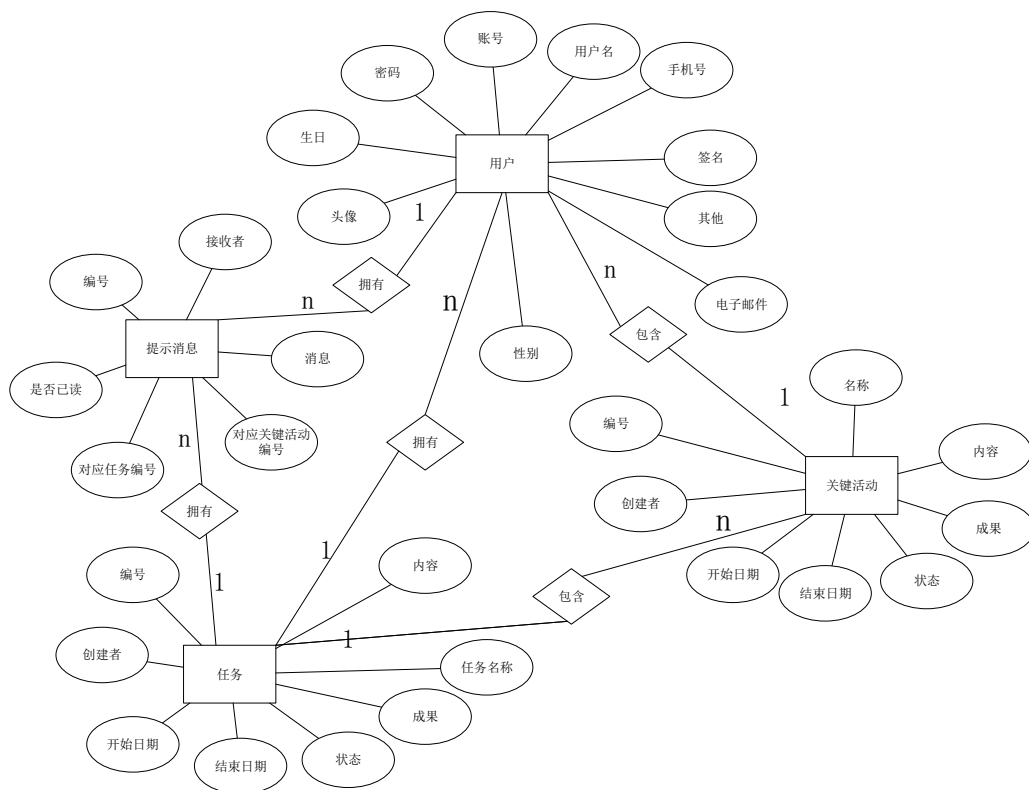 账号
用户名
手机号
密码
生日
用户
签名
头像
其他
1
接收者
n
编号
拥有
n
电子邮件
n
包含
提示消息
消息
性别
是否已读
名称
1
编号
n
对应关键活动
编号
拥有
内容
对应任务编号
关键活动
创建者
拥有
n
成果
1
内容
开始日期
结束日期
状态
编号
1
包含
1
创建者
任务
任务名称
成果
开始日期
结束日期
状态